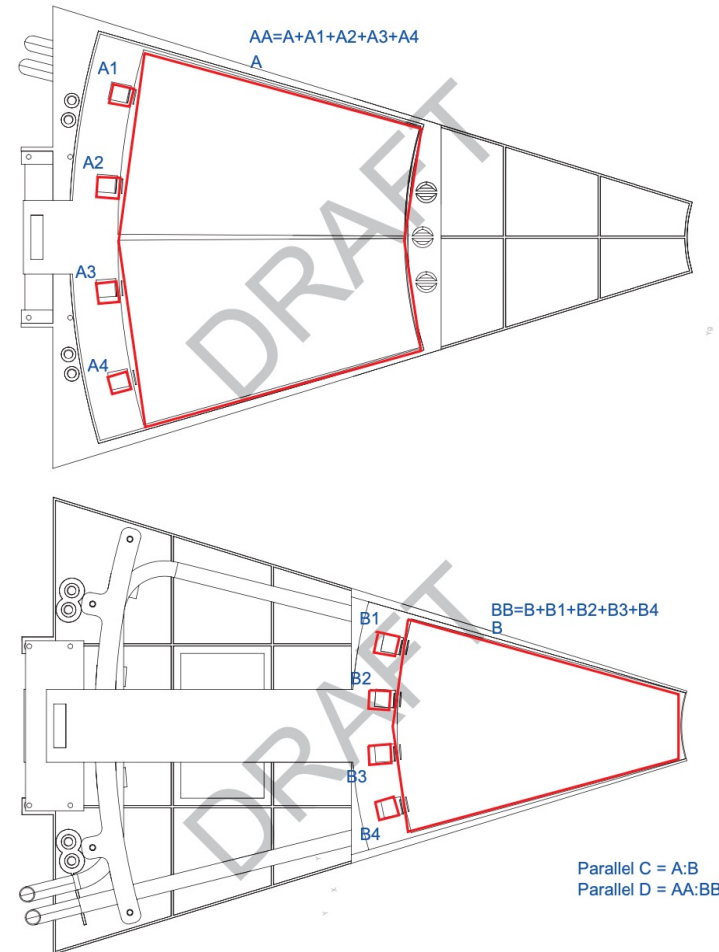 AA=A+A1+A2+A3+A4
A
A1
A2
A3
A4
DRAFT
BB=B+B1+B2+B3+B4
B
B1
B2
B3
B4
DRAFT
Parallel C = A:B
Parallel D = AA:BB